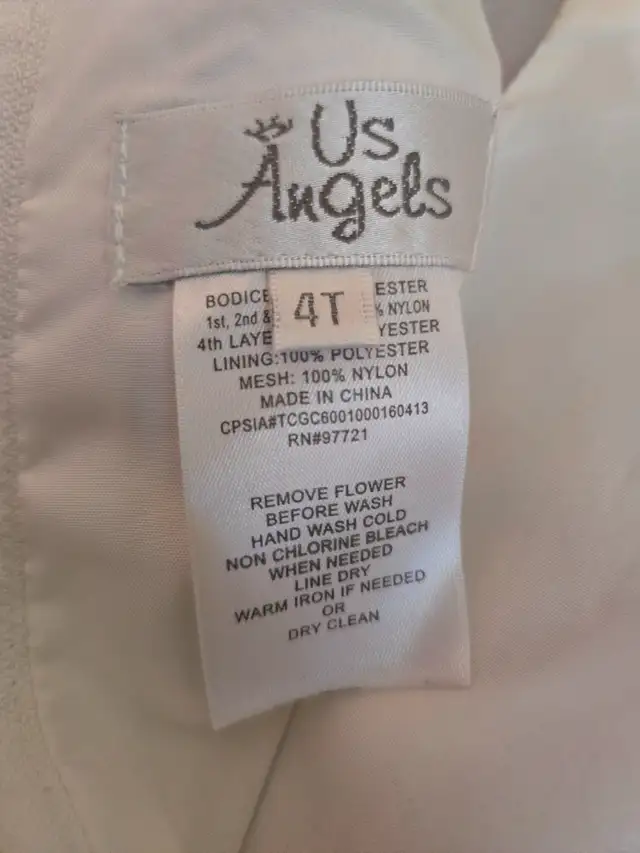 Us
Angels
4T
BODICE ESTER
1st, 2nd & % NYLON
4th LAYE YESTER
LINING:100% POLYESTER
MESH: 100% NYLON
MADE IN CHINA
CPSIA#TCGC6001000160413
RN#97721
REMOVE FLOWER
BEFORE WASH
HAND WASH COLD
NON CHLORINE BLEACH
WHEN NEEDED
LINE DRY
WARM IRON IF NEEDED
OR
DRY CLEAN